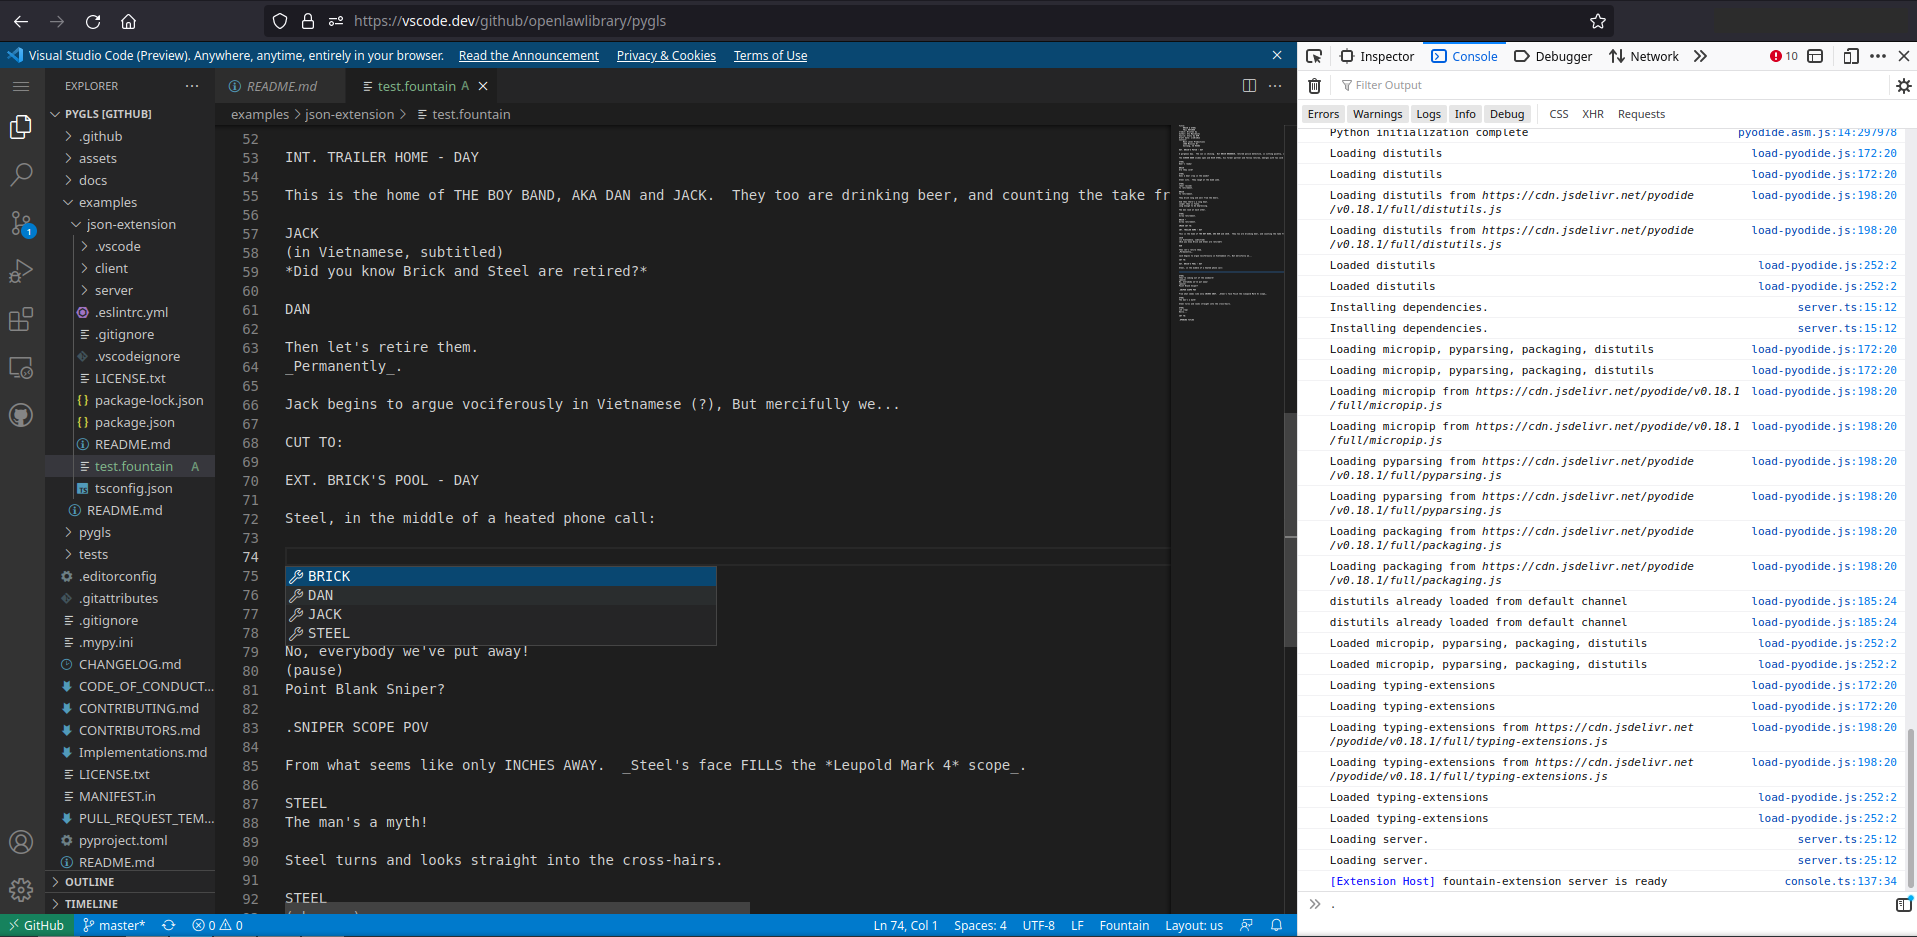 https://vscode.dev/github/openlawlibrary/pygls
Visual Studio Code (Preview). Anywhere, anytime, entirely in your browser. Read the Announcement Privacy & Cookies Terms of Use
EXPLORER
PYGLS [GITHUB]
.github
assets
docs
examples
json-extension
.vscode
client
server
.eslintrc.yml
.gitignore
.vscodeignore
LICENSE.txt
package-lock.json
package.json
README.md
test.fountain A
tsconfig.json
README.md
pygls
tests
.editorconfig
.gitattributes
.gitignore
.mypy.ini
CHANGELOG.md
CODE_OF_CONDUCT...
CONTRIBUTING.md
CONTRIBUTORS.md
Implementations.md
LICENSE.txt
MANIFEST.in
PULL_REQUEST_TEM...
pyproject.toml
README.md
OUTLINE
TIMELINE
1
README.md
test.fountain A
examples > json-extension > test.fountain
52
53 INT. TRAILER HOME - DAY
54
55 This is the home of THE BOY BAND, AKA DAN and JACK.  They too are drinking beer, and counting the take fr
56
57 JACK
58 (in Vietnamese, subtitled)
59 *Did you know Brick and Steel are retired?*
60
61 DAN
62
63 Then let's retire them.
64 _Permanently_.
65
66 Jack begins to argue vociferously in Vietnamese (?), But mercifully we...
67
68 CUT TO:
69
70 EXT. BRICK'S POOL - DAY
71
72 Steel, in the middle of a heated phone call:
73
74
75 BRICK
76 DAN
77 JACK
78 STEEL
79 No, everybody we've put away!
80 (pause)
81 Point Blank Sniper?
82
83 .SNIPER SCOPE POV
84
85 From what seems like only INCHES AWAY.  _Steel's face FILLS the *Leupold Mark 4* scope_.
86
87 STEEL
88 The man's a myth!
89
90 Steel turns and looks straight into the cross-hairs.
91
92 STEEL
GitHub master* 0 0 Ln 74, Col 1 Spaces: 4 UTF-8 LF Fountain Layout: us
Inspector Console Debugger Network 10
Filter Output
Errors Warnings Logs Info Debug CSS XHR Requests
Python initialization complete pyodide.asm.js:14:297978
Loading distutils load-pyodide.js:172:20
Loading distutils load-pyodide.js:172:20
Loading distutils from https://cdn.jsdelivr.net/pyodide load-pyodide.js:198:20
/v0.18.1/full/distutils.js
Loading distutils from https://cdn.jsdelivr.net/pyodide load-pyodide.js:198:20
/v0.18.1/full/distutils.js
Loaded distutils load-pyodide.js:252:2
Loaded distutils load-pyodide.js:252:2
Installing dependencies. server.ts:15:12
Installing dependencies. server.ts:15:12
Loading micropip, pyparsing, packaging, distutils load-pyodide.js:172:20
Loading micropip, pyparsing, packaging, distutils load-pyodide.js:172:20
Loading micropip from https://cdn.jsdelivr.net/pyodide/v0.18.1 load-pyodide.js:198:20
/full/micropip.js
Loading micropip from https://cdn.jsdelivr.net/pyodide/v0.18.1 load-pyodide.js:198:20
/full/micropip.js
Loading pyparsing from https://cdn.jsdelivr.net/pyodide load-pyodide.js:198:20
/v0.18.1/full/pyparsing.js
Loading pyparsing from https://cdn.jsdelivr.net/pyodide load-pyodide.js:198:20
/v0.18.1/full/pyparsing.js
Loading packaging from https://cdn.jsdelivr.net/pyodide load-pyodide.js:198:20
/v0.18.1/full/packaging.js
Loading packaging from https://cdn.jsdelivr.net/pyodide load-pyodide.js:198:20
/v0.18.1/full/packaging.js
distutils already loaded from default channel load-pyodide.js:185:24
distutils already loaded from default channel load-pyodide.js:185:24
Loaded micropip, pyparsing, packaging, distutils load-pyodide.js:252:2
Loaded micropip, pyparsing, packaging, distutils load-pyodide.js:252:2
Loading typing-extensions load-pyodide.js:172:20
Loading typing-extensions load-pyodide.js:172:20
Loading typing-extensions from https://cdn.jsdelivr.net load-pyodide.js:198:20
/pyodide/v0.18.1/full/typing-extensions.js
Loading typing-extensions from https://cdn.jsdelivr.net load-pyodide.js:198:20
/pyodide/v0.18.1/full/typing-extensions.js
Loaded typing-extensions load-pyodide.js:252:2
Loaded typing-extensions load-pyodide.js:252:2
Loading server. server.ts:25:12
Loading server. server.ts:25:12
[Extension Host] fountain-extension server is ready console.ts:137:34
.